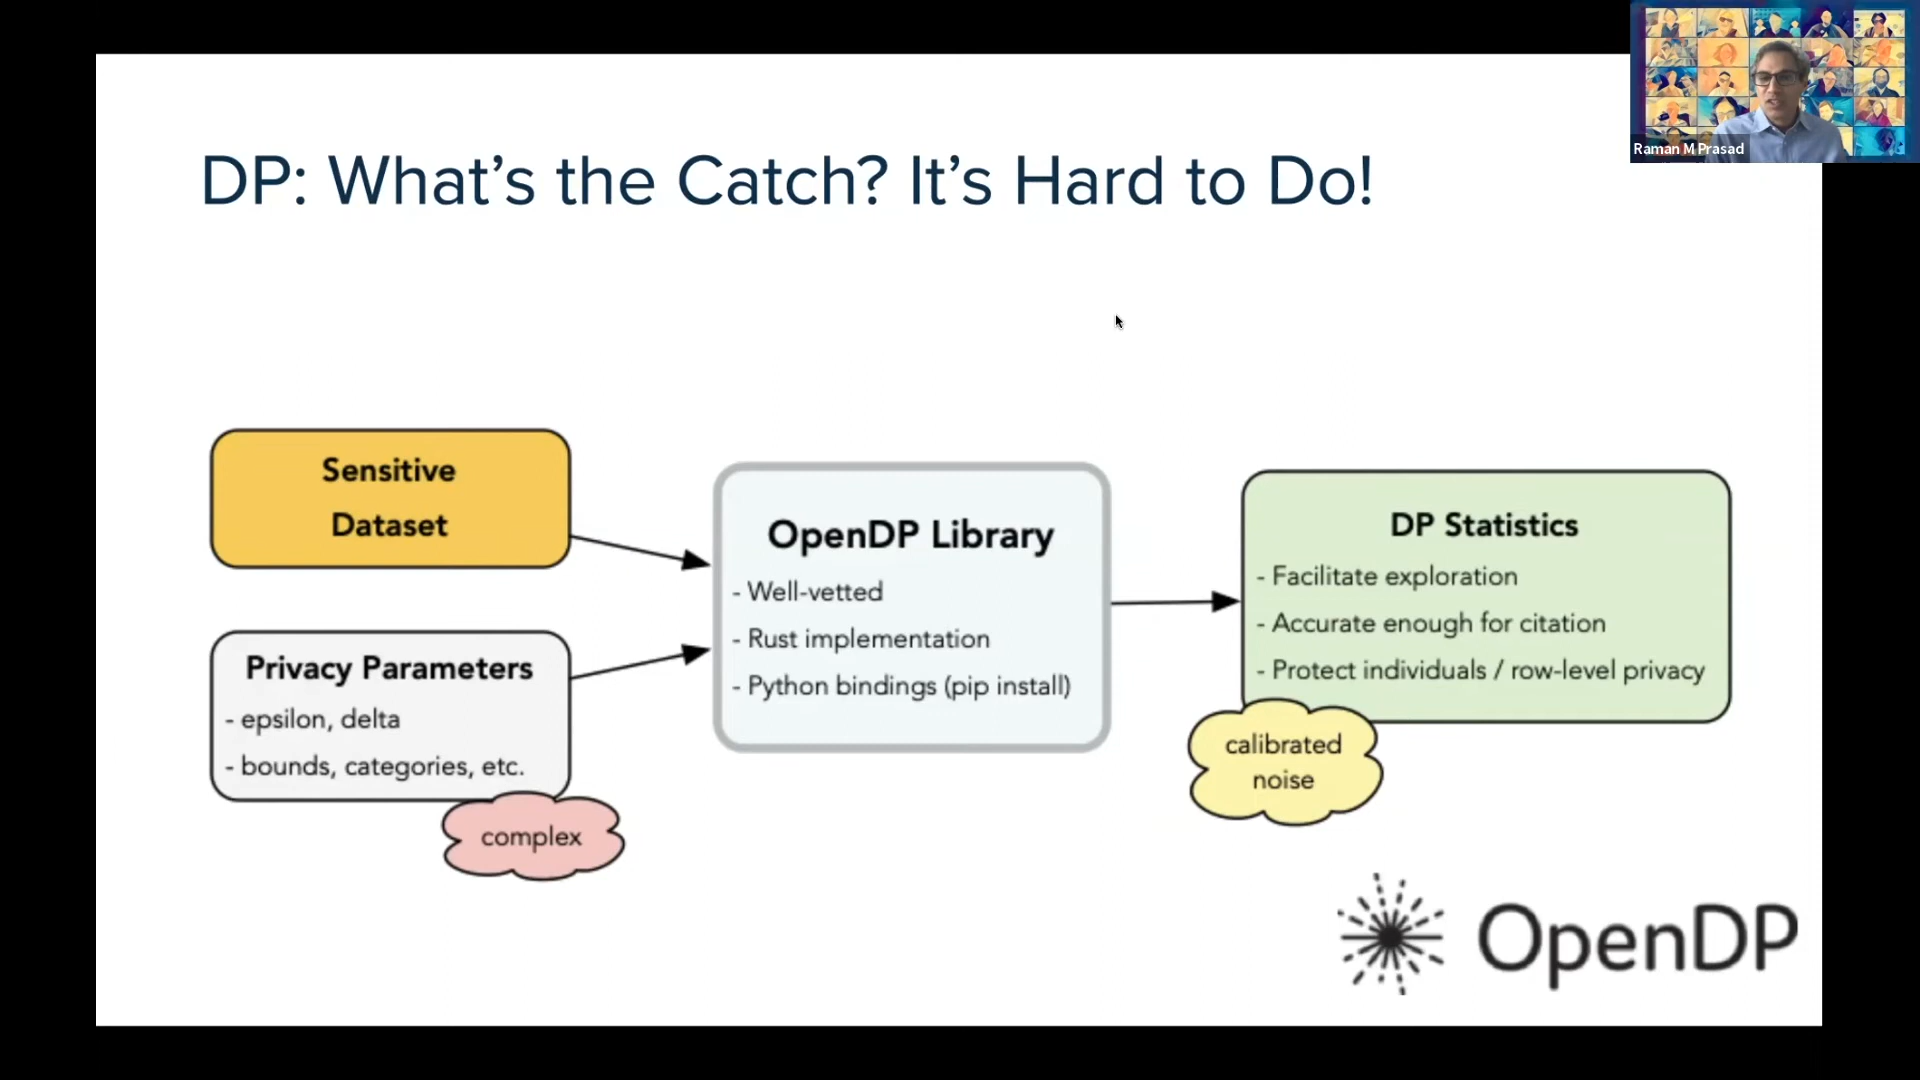 Raman M Prasad
DP: What's the Catch? It's Hard to Do!
Sensitive
Dataset
Privacy Parameters
- epsilon, delta
- bounds, categories, etc.
complex
OpenDP Library
- Well-vetted
- Rust implementation
- Python bindings (pip install)
DP Statistics
- Facilitate exploration
- Accurate enough for citation
- Protect individuals / row-level privacy
calibrated
noise
OpenDP